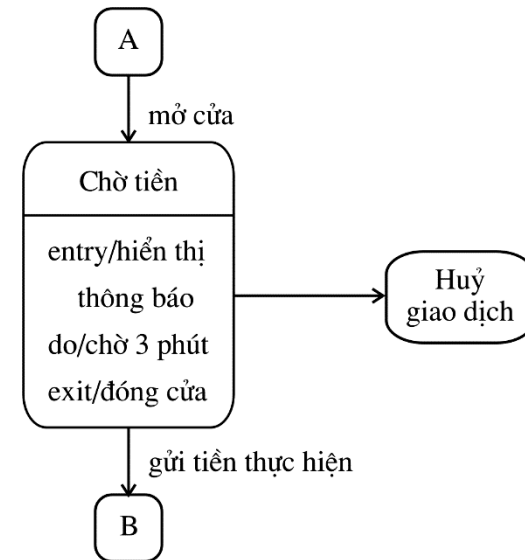 A
mở cửa
Chờ tiền
entry/hiển thị
thông báo
do/chờ 3 phút
exit/đóng cửa
Huỷ
giao dịch
gửi tiền thực hiện
B